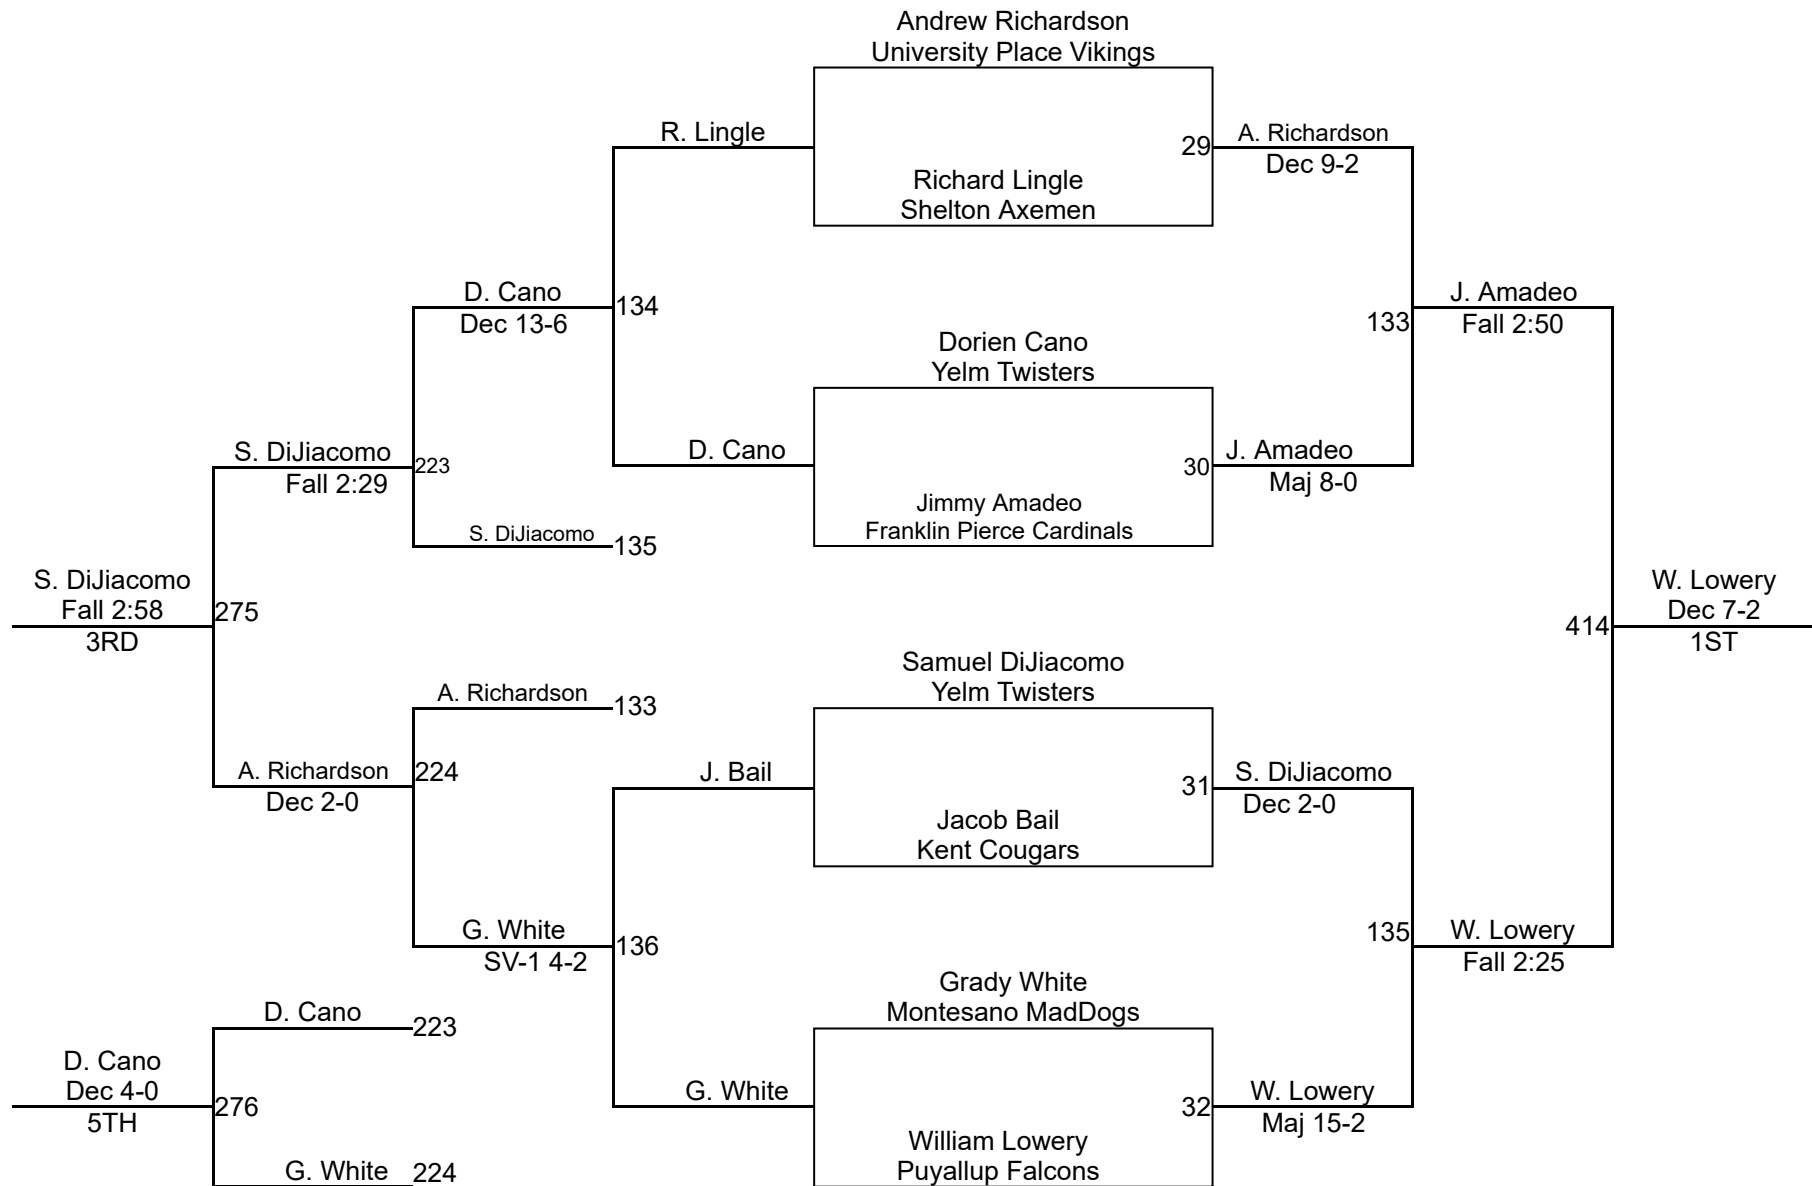 Andrew Richardson
University Place Vikings
R. Lingle
29
A. Richardson
Dec 9-2
Richard Lingle
Shelton Axemen
D. Cano
Dec 13-6
134
133
J. Amadeo
Fall 2:50
Dorien Cano
Yelm Twisters
S. DiJiacomo
Fall 2:29
223
D. Cano
30
J. Amadeo
Maj 8-0
Jimmy Amadeo
Franklin Pierce Cardinals
S. DiJiacomo
135
S. DiJiacomo
Fall 2:58
3RD
275
414
W. Lowery
Dec 7-2
1ST
Samuel DiJiacomo
Yelm Twisters
A. Richardson
133
A. Richardson
Dec 2-0
224
J. Bail
31
S. DiJiacomo
Dec 2-0
Jacob Bail
Kent Cougars
G. White
SV-1 4-2
136
135
W. Lowery
Fall 2:25
Grady White
Montesano MadDogs
D. Cano
223
D. Cano
Dec 4-0
5TH
276
G. White
32
W. Lowery
Maj 15-2
William Lowery
Puyallup Falcons
G. White
224